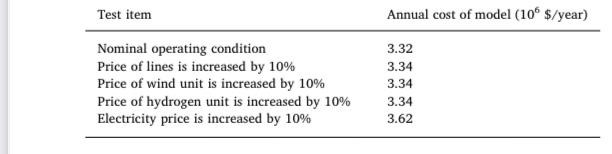 Test item Annual cost of model (10⁶ $/year)
Nominal operating condition 3.32
Price of lines is increased by 10% 3.34
Price of wind unit is increased by 10% 3.34
Price of hydrogen unit is increased by 10% 3.34
Electricity price is increased by 10% 3.62